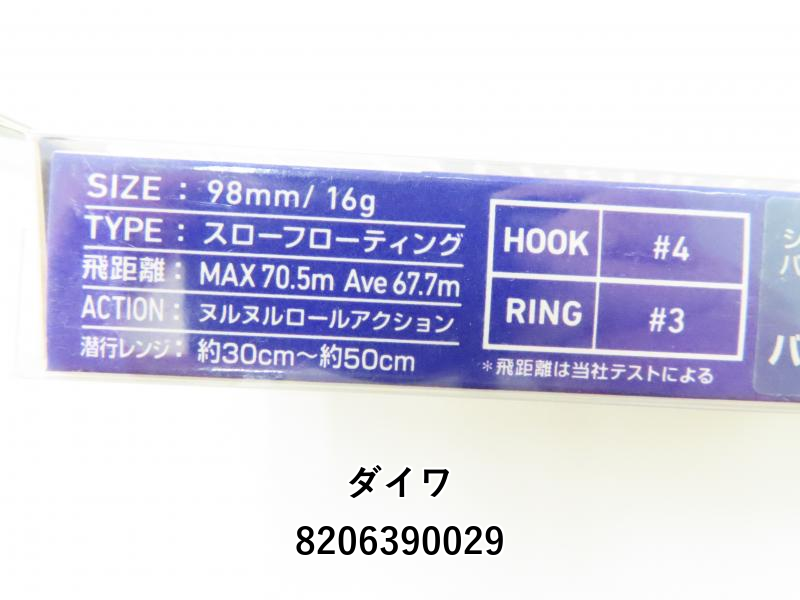 SIZE : 98mm/ 16g
TYPE : スローフローティング
飛距離 : MAX 70.5m Ave 67.7m
ACTION : ヌルヌルロールアクション
潜行レンジ : 約30cm〜約50cm
HOOK #4
RING #3
*飛距離は当社テストによる
シ
バ
バ
ダイワ
8206390029